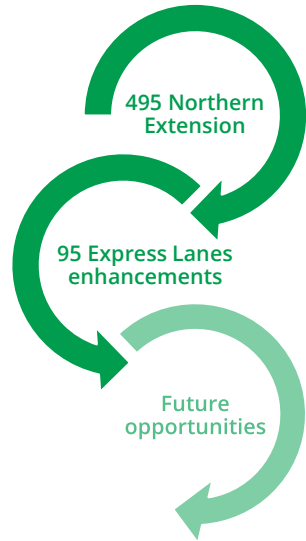 495 Northern
Extension
95 Express Lanes
enhancements
Future
opportunities